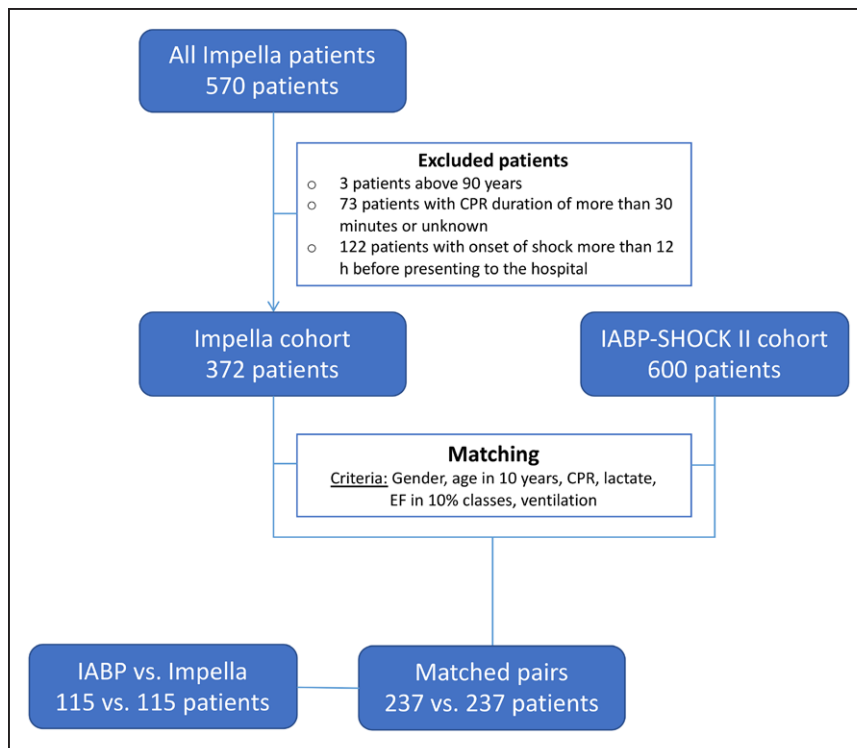 All Impella patients
570 patients
Excluded patients
o 3 patients above 90 years
o 73 patients with CPR duration of more than 30
minutes or unknown
o 122 patients with onset of shock more than 12
h before presenting to the hospital
Impella cohort
372 patients
IABP-SHOCK II cohort
600 patients
Matching
Criteria: Gender, age in 10 years, CPR, lactate,
EF in 10% classes, ventilation
IABP vs. Impella
115 vs. 115 patients
Matched pairs
237 vs. 237 patients